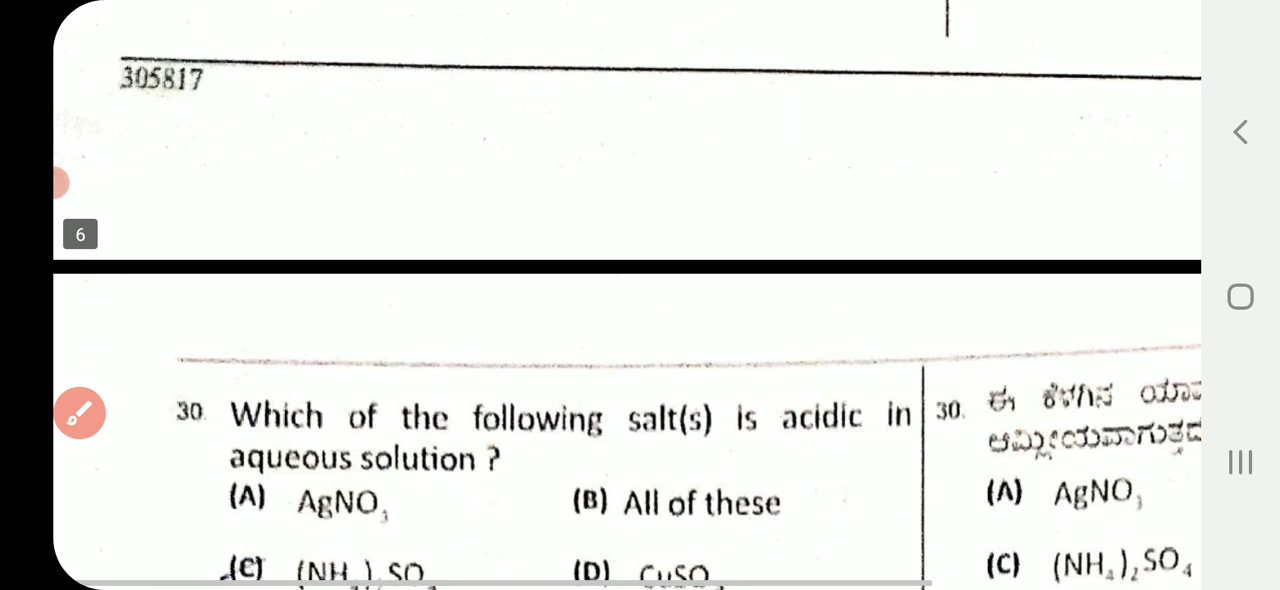 305817
6
30. Which of the following salt(s) is acidic in
aqueous solution ?
(A) AgNO₃ (B) All of these
(C) (NH₄)₂SO₄ (D) CuSO₄
30. ಈ ಕೆಳಗಿನ
(A) AgNO₃
(C) (NH₄)₂SO₄